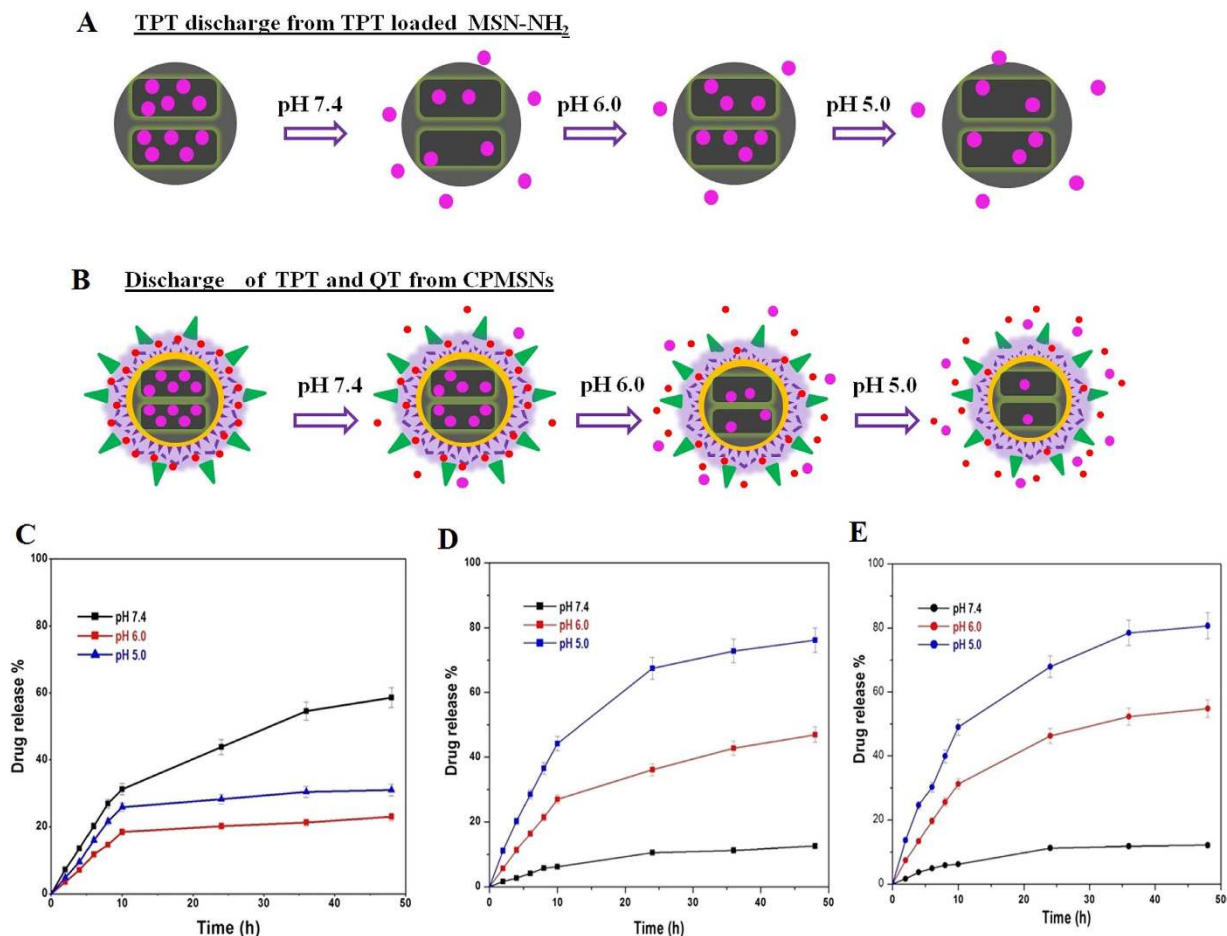 A TPT discharge from TPT loaded MSN-NH₂
pH 7.4
pH 6.0
pH 5.0
B Discharge of TPT and QT from CPMSNs
pH 7.4
pH 6.0
pH 5.0
C
100
80
60
40
20
0
Drug release %
pH 7.4
pH 6.0
pH 5.0
0 10 20 30 40 50
Time (h)
D
100
80
60
40
20
0
Drug release %
pH 7.4
pH 6.0
pH 5.0
0 10 20 30 40 50
Time (h)
E
100
80
60
40
20
0
Drug release %
pH 7.4
pH 6.0
pH 5.0
0 10 20 30 40 50
Time (h)